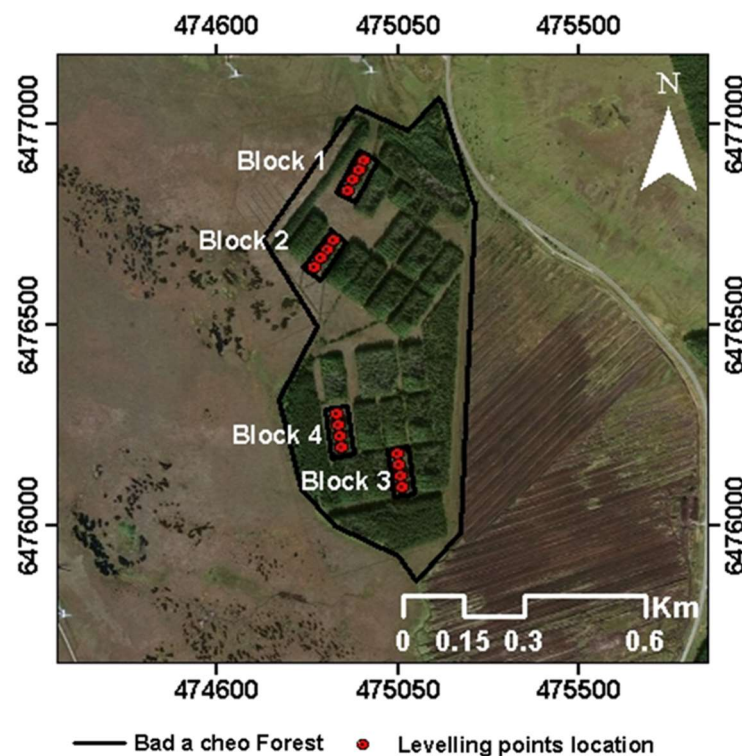 474600 475050 475500
N
6477000 6477000
Block 1
Block 2
6476500 6476500
Block 4
Block 3
6476000 6476000
Km
0 0.15 0.3 0.6
474600 475050 475500
Bad a cheo Forest Levelling points location